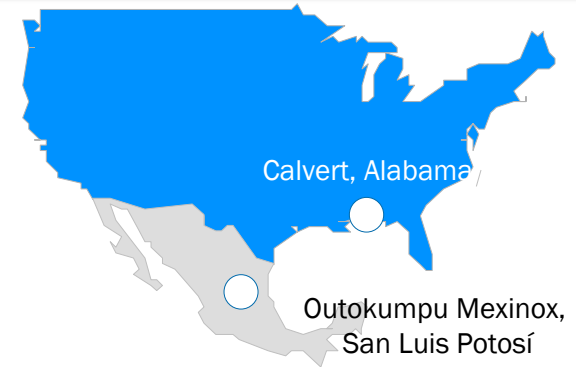 Calvert, Alabama
Outokumpu Mexinox,
San Luis Potosí